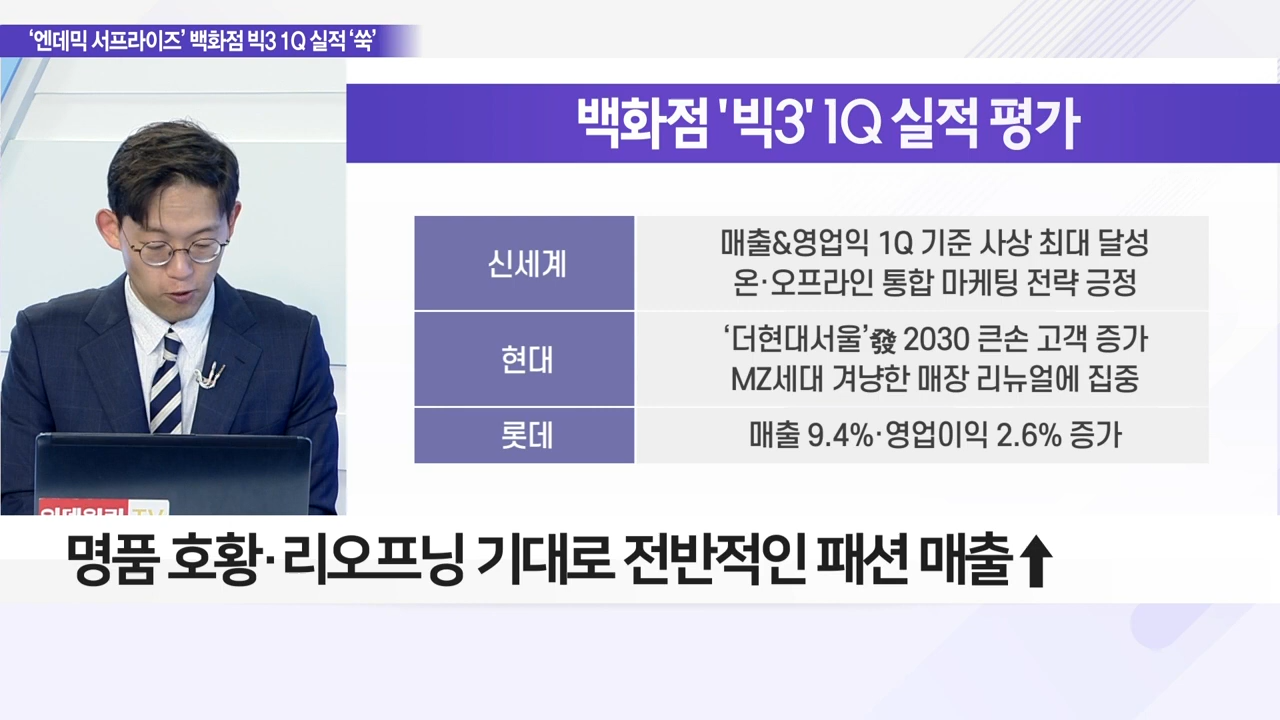 ‘엔데믹 서프라이즈’ 백화점 빅3 1Q 실적 ‘쑥’
백화점 '빅3' 1Q 실적 평가
신세계
매출&영업익 1Q 기준 사상 최대 달성
온·오프라인 통합 마케팅 전략 긍정
현대
‘더현대서울’發 2030 큰손 고객 증가
MZ세대 겨냥한 매장 리뉴얼에 집중
롯데
매출 9.4%·영업이익 2.6% 증가
이데일리 TV
명품 호황·리오프닝 기대로 전반적인 패션 매출↑